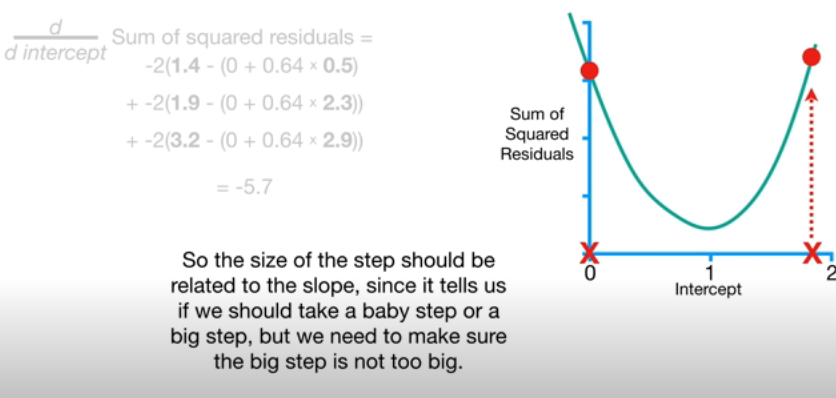 d
d intercept
Sum of squared residuals =
-2(1.4 - (0 + 0.64 × 0.5)
+ -2(1.9 - (0 + 0.64 × 2.3))
+ -2(3.2 - (0 + 0.64 × 2.9))
= -5.7
So the size of the step should be
related to the slope, since it tells us
if we should take a baby step or a
big step, but we need to make sure
the big step is not too big.
Sum of
Squared
Residuals
X X
0 1 2
Intercept